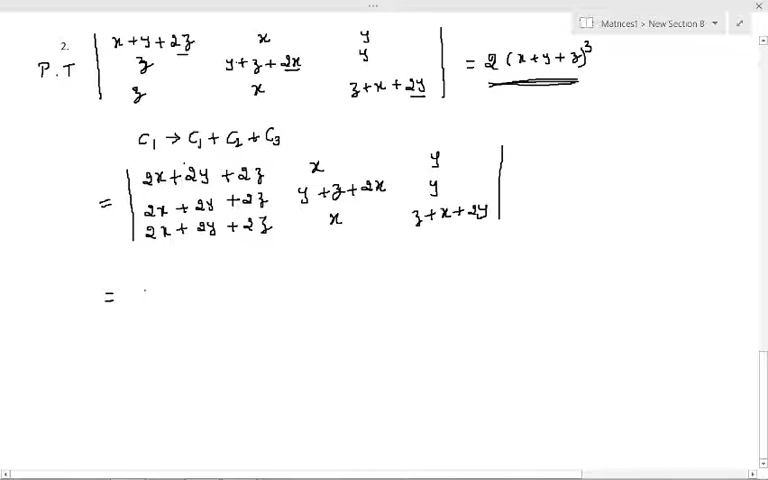 Matrices1 > New Section 8
2.
P.T | x+y+2z x y |
| z y+z+2x y | = 2 (x+y+z)³
| z x z+x+2y |
C₁ → C₁ + C₂ + C₃
| 2x+2y+2z x y |
= | 2x+2y+2z y+z+2x y |
| 2x+2y+2z x z+x+2y |
=